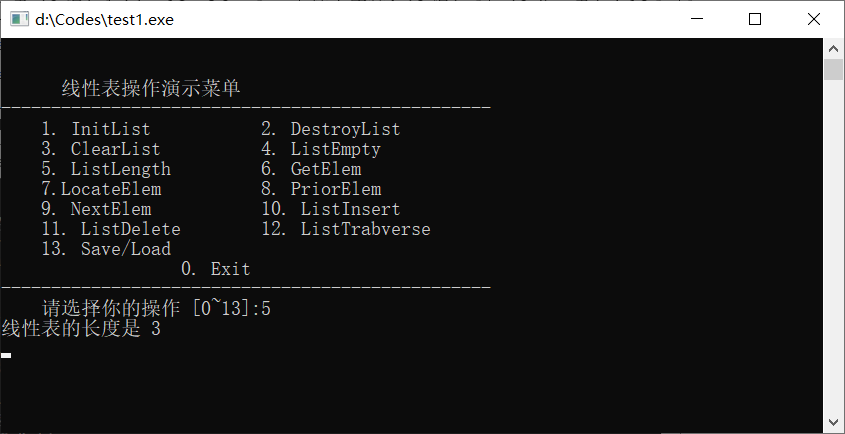 d:\Codes\test1.exe
线性表操作演示菜单
-------------------------------------------------
1. InitList 2. DestroyList
3. ClearList 4. ListEmpty
5. ListLength 6. GetElem
7.LocateElem 8. PriorElem
9. NextElem 10. ListInsert
11. ListDelete 12. ListTrabverse
13. Save/Load
0. Exit
-------------------------------------------------
请选择你的操作 [0~13]:5
线性表的长度是 3